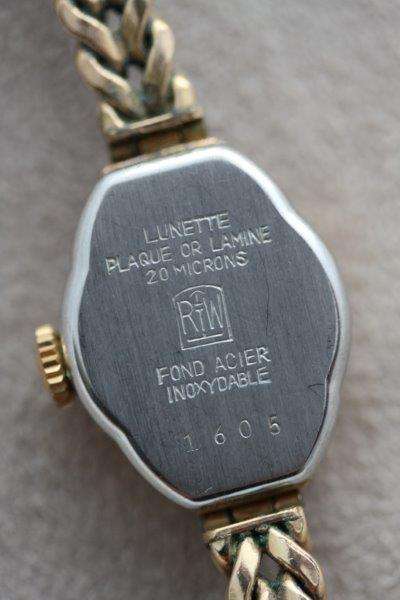 LUNETTE
PLAQUE OR LAMINE
20 MICRONS
RTW
FOND ACIER
INOXYDABLE
1605